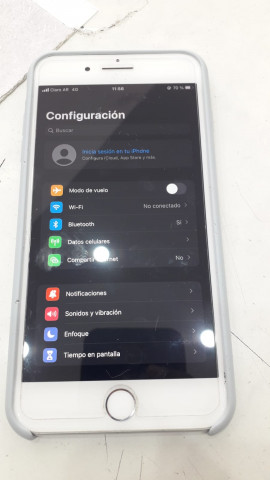 Claro AR 4G 11:58 76 %
Configuración
Buscar
Inicia sesión en tu iPhone
Configura iCloud, App Store y más.
Modo de vuelo
Wi-Fi No conectado
Bluetooth Sí
Datos celulares
Compartir Internet No
Notificaciones
Sonidos y vibración
Enfoque
Tiempo en pantalla